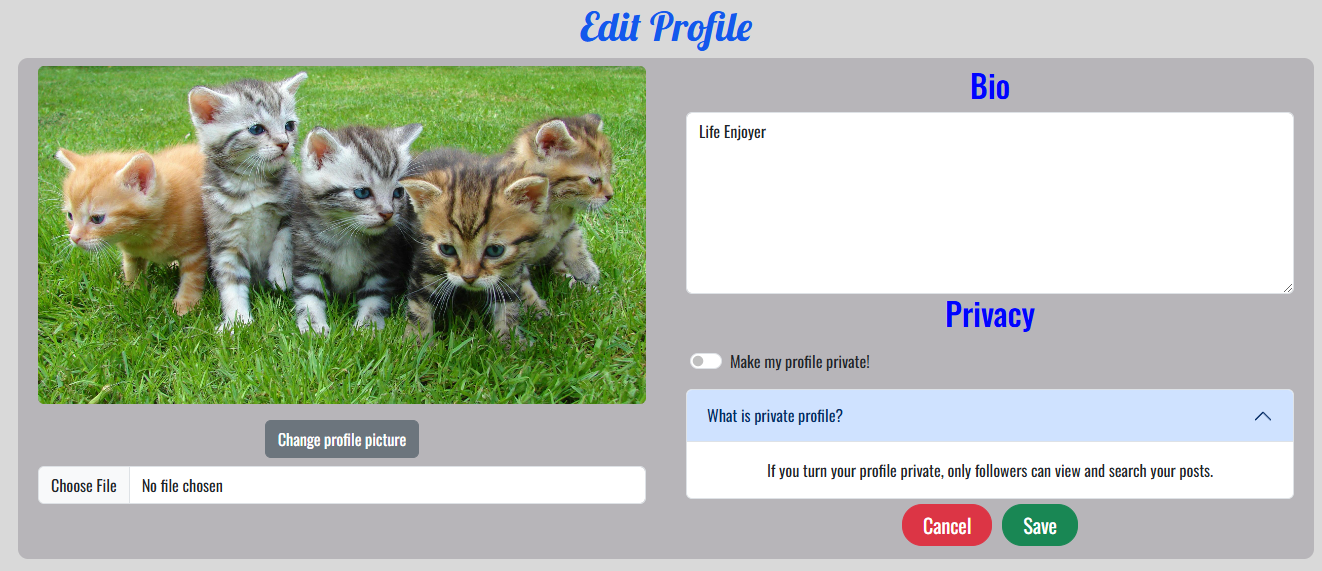 Edit Profile
Change profile picture
Choose File No file chosen
Bio
Life Enjoyer
Privacy
Make my profile private!
What is private profile?
If you turn your profile private, only followers can view and search your posts.
Cancel Save